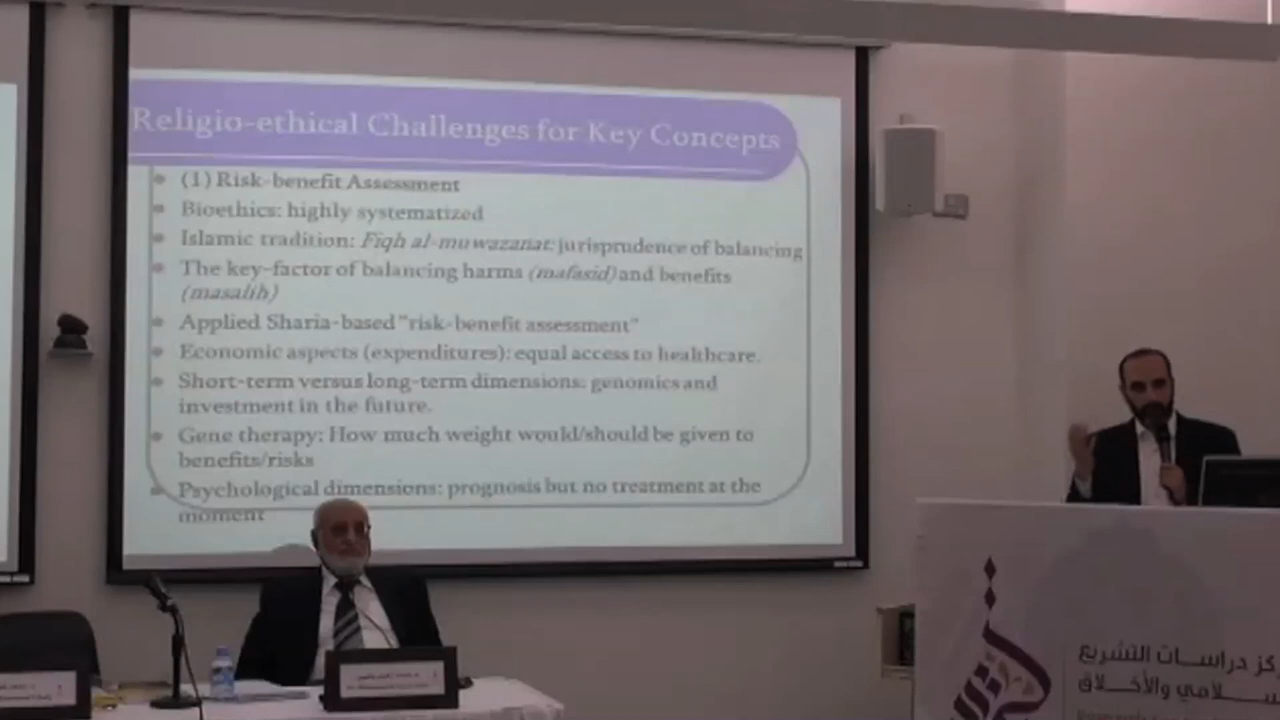 Religio-ethical Challenges for Key Concepts
(1) Risk-benefit Assessment
Bioethics: highly systematized
Islamic tradition: Fiqh al-muwazanat: jurisprudence of balancing
The key-factor of balancing harms (mafasid) and benefits
(masalih)
Applied Sharia-based "risk-benefit assessment"
Economic aspects (expenditures): equal access to healthcare.
Short-term versus long-term dimensions: genomics and
investment in the future.
Gene therapy: How much weight would/should be given to
benefits/risks
Psychological dimensions: prognosis but no treatment at the
moment
كز دراسات التشريع
سلامي والأخلاق